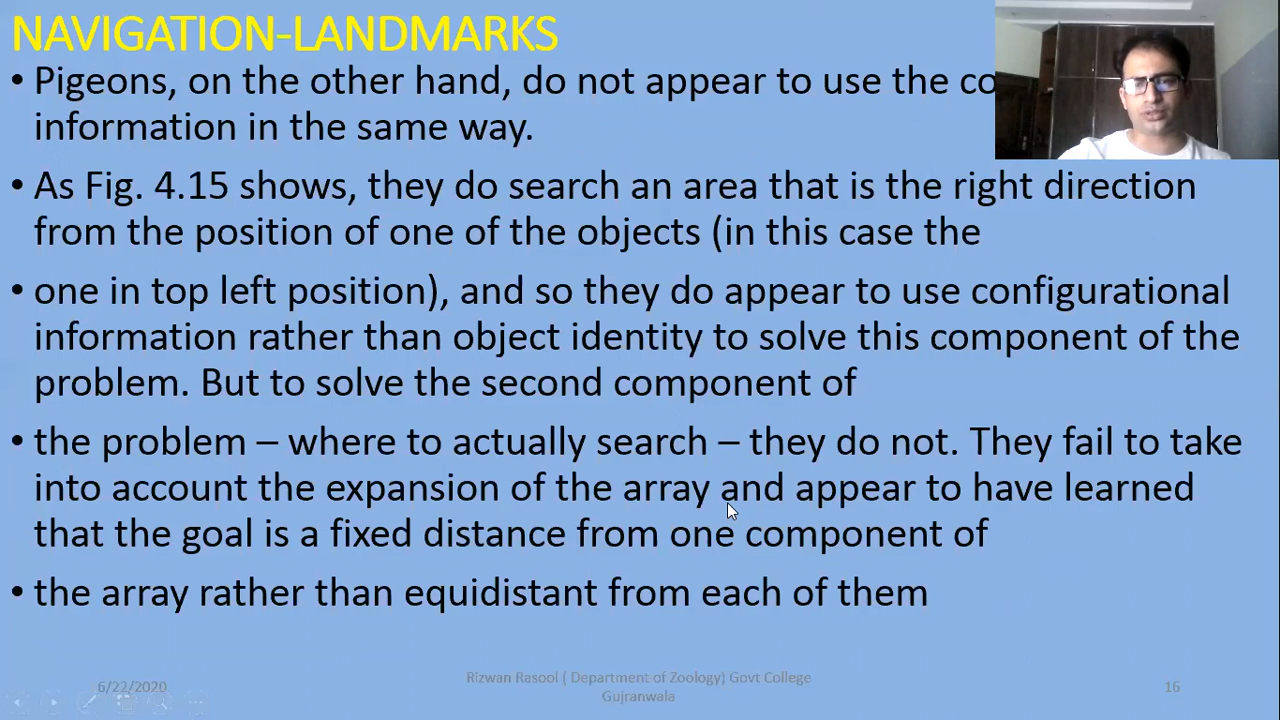 NAVIGATION-LANDMARKS
• Pigeons, on the other hand, do not appear to use the
information in the same way.
• As Fig. 4.15 shows, they do search an area that is the right direction
from the position of one of the objects (in this case the
• one in top left position), and so they do appear to use configurational
information rather than object identity to solve this component of the
problem. But to solve the second component of
• the problem – where to actually search – they do not. They fail to take
into account the expansion of the array and appear to have learned
that the goal is a fixed distance from one component of
• the array rather than equidistant from each of them
6/22/2020
Rizwan Rasool ( Department of Zoology) Govt College
Gujranwala
16